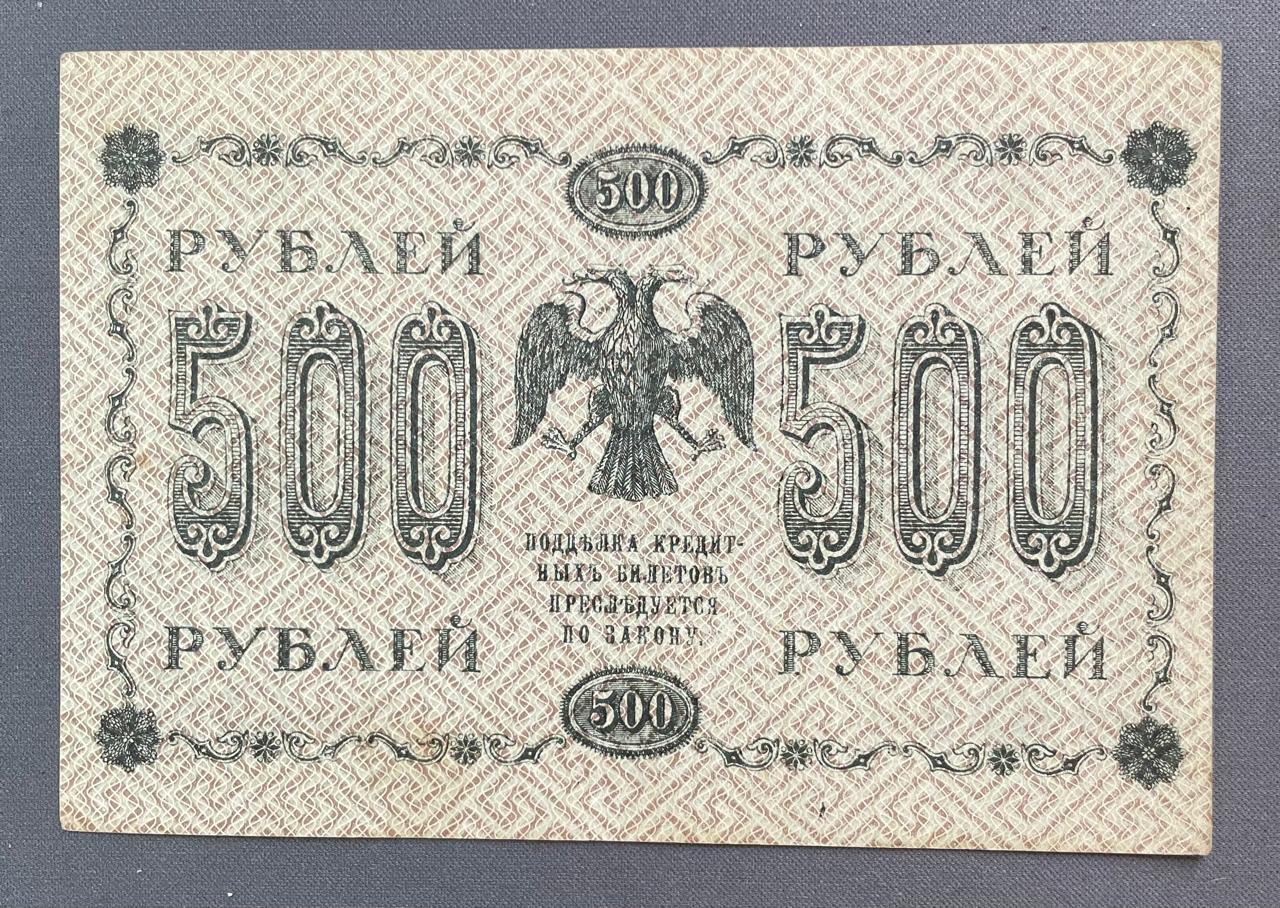 500
РУБЛЕЙ РУБЛЕЙ
500 500
ПОДДѢЛКА КРЕДИТ-
НЫХЪ БИЛЕТОВЪ
ПРЕСЛѢДУЕТСЯ
ПО ЗАКОНУ.
РУБЛЕЙ РУБЛЕЙ
500